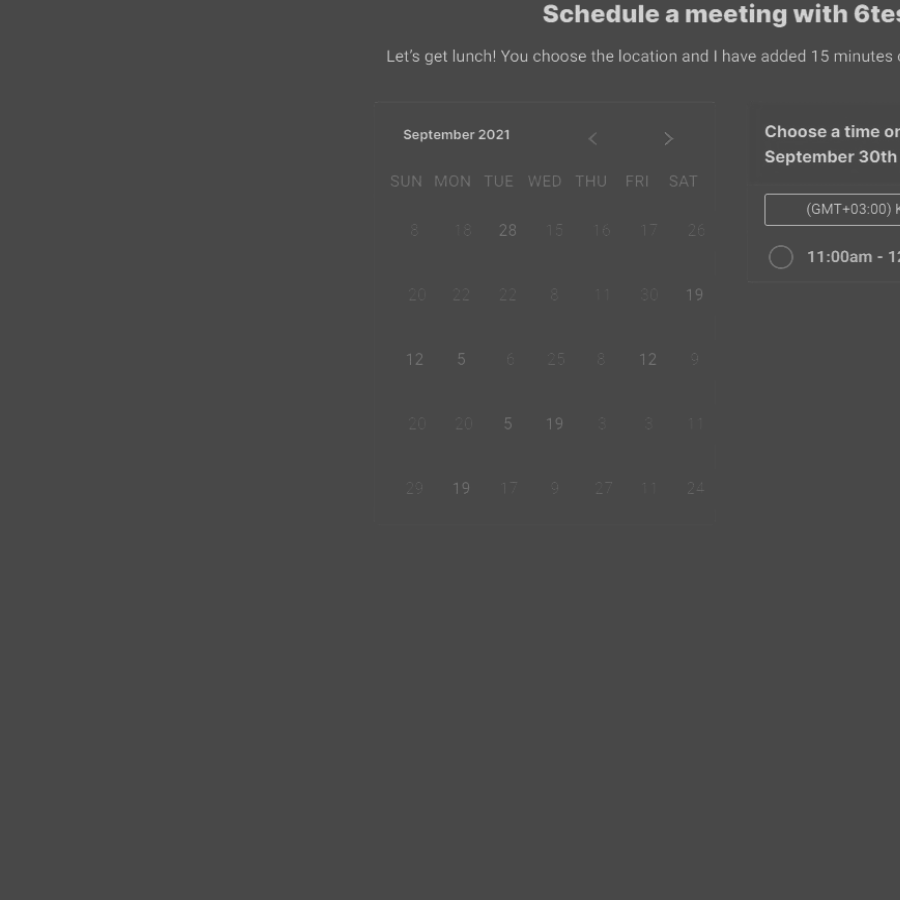 Schedule a meeting with 6tes
Let's get lunch! You choose the location and I have added 15 minutes
September 2021
SUN MON TUE WED THU FRI SAT
8 18 28 15 16 17 26
20 22 22 8 11 30 19
12 5 6 25 8 12 9
20 20 5 19 3 3 11
29 19 17 9 27 11 24
Choose a time on
September 30th
(GMT+03:00) K
11:00am - 12